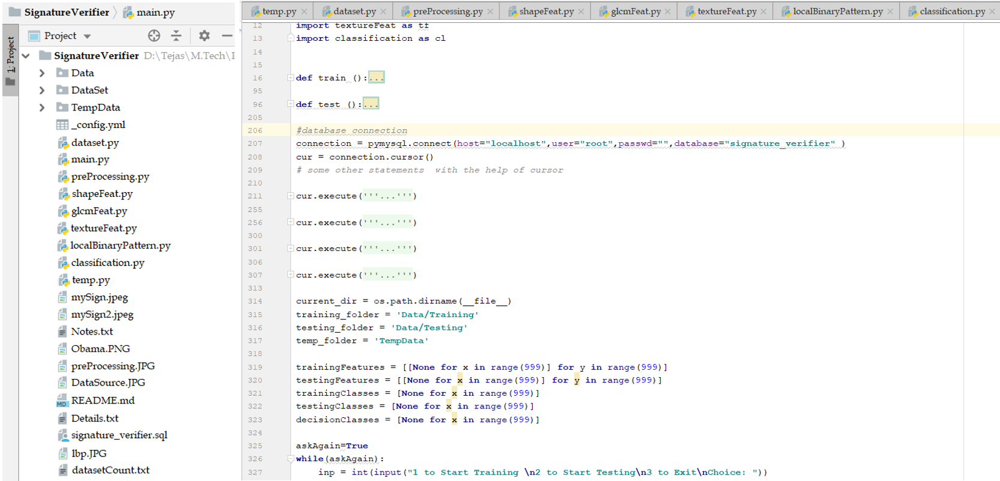 SignatureVerifier main.py
1: Project
Project
SignatureVerifier D:\Tejas\M.Tech\
Data
DataSet
TempData
_config.yml
dataset.py
main.py
preProcessing.py
shapeFeat.py
glcmFeat.py
textureFeat.py
localBinaryPattern.py
classification.py
temp.py
mySign.jpeg
mySign2.jpeg
Notes.txt
Obama.PNG
preProcessing.JPG
DataSource.JPG
README.md
Details.txt
signature_verifier.sql
lbp.JPG
datasetCount.txt
temp.py dataset.py preProcessing.py shapeFeat.py glcmFeat.py textureFeat.py localBinaryPattern.py classification.py
12 import textureFeat as tf
13 import classification as cl
14
15
16 def train ():...
95
96 def test ():...
205
206 #database connection
207 connection = pymysql.connect(host="localhost",user="root",passwd="",database="signature_verifier" )
208 cur = connection.cursor()
209 # some other statements  with the help of cursor
210
211 cur.execute('''...''')
255
256 cur.execute('''...''')
300
301 cur.execute('''...''')
306
307 cur.execute('''...''')
313
314 current_dir = os.path.dirname(__file__)
315 training_folder = 'Data/Training'
316 testing_folder = 'Data/Testing'
317 temp_folder = 'TempData'
318
319 trainingFeatures = [[None for x in range(999)] for y in range(999)]
320 testingFeatures = [[None for x in range(999)] for y in range(999)]
321 trainingClasses = [None for x in range(999)]
322 testingClasses = [None for x in range(999)]
323 decisionClasses = [None for x in range(999)]
324
325 askAgain=True
326 while(askAgain):
327 inp = int(input("1 to Start Training \n2 to Start Testing\n3 to Exit\nChoice: "))